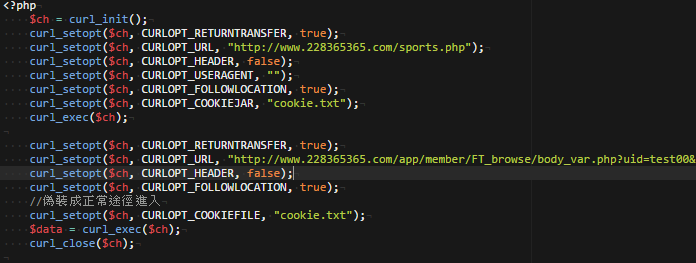 <?php
$ch = curl_init();
curl_setopt($ch, CURLOPT_RETURNTRANSFER, true);
curl_setopt($ch, CURLOPT_URL, "http://www.228365365.com/sports.php");
curl_setopt($ch, CURLOPT_HEADER, false);
curl_setopt($ch, CURLOPT_USERAGENT, "");
curl_setopt($ch, CURLOPT_FOLLOWLOCATION, true);
curl_setopt($ch, CURLOPT_COOKIEJAR, "cookie.txt");
curl_exec($ch);
curl_setopt($ch, CURLOPT_RETURNTRANSFER, true);
curl_setopt($ch, CURLOPT_URL, "http://www.228365365.com/app/member/FT_browse/body_var.php?uid=test00&
curl_setopt($ch, CURLOPT_HEADER, false);
curl_setopt($ch, CURLOPT_FOLLOWLOCATION, true);
//偽裝成正常途徑進入
curl_setopt($ch, CURLOPT_COOKIEFILE, "cookie.txt");
$data = curl_exec($ch);
curl_close($ch);